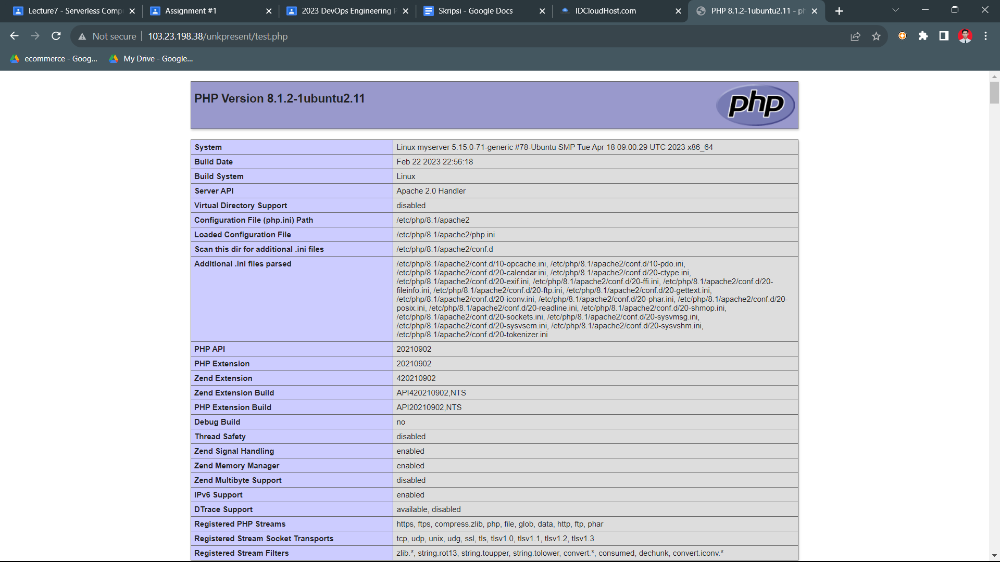 Lecture7 - Serverless Comp
Assignment #1
2023 DevOps Engineering P
Skripsi - Google Docs
IDCloudHost.com
PHP 8.1.2-1ubuntu2.11 - ph
Not secure
103.23.198.38/unkpresent/test.php
ecommerce - Goog...
My Drive - Google...
PHP Version 8.1.2-1ubuntu2.11
php
System Linux myserver 5.15.0-71-generic #78-Ubuntu SMP Tue Apr 18 09:00:29 UTC 2023 x86_64
Build Date Feb 22 2023 22:56:18
Build System Linux
Server API Apache 2.0 Handler
Virtual Directory Support disabled
Configuration File (php.ini) Path /etc/php/8.1/apache2
Loaded Configuration File /etc/php/8.1/apache2/php.ini
Scan this dir for additional .ini files /etc/php/8.1/apache2/conf.d
Additional .ini files parsed /etc/php/8.1/apache2/conf.d/10-opcache.ini, /etc/php/8.1/apache2/conf.d/10-pdo.ini,
/etc/php/8.1/apache2/conf.d/20-calendar.ini, /etc/php/8.1/apache2/conf.d/20-ctype.ini,
/etc/php/8.1/apache2/conf.d/20-exif.ini, /etc/php/8.1/apache2/conf.d/20-ffi.ini, /etc/php/8.1/apache2/conf.d/20-
fileinfo.ini, /etc/php/8.1/apache2/conf.d/20-ftp.ini, /etc/php/8.1/apache2/conf.d/20-gettext.ini,
/etc/php/8.1/apache2/conf.d/20-iconv.ini, /etc/php/8.1/apache2/conf.d/20-phar.ini, /etc/php/8.1/apache2/conf.d/20-
posix.ini, /etc/php/8.1/apache2/conf.d/20-readline.ini, /etc/php/8.1/apache2/conf.d/20-shmop.ini,
/etc/php/8.1/apache2/conf.d/20-sockets.ini, /etc/php/8.1/apache2/conf.d/20-sysvmsg.ini,
/etc/php/8.1/apache2/conf.d/20-sysvsem.ini, /etc/php/8.1/apache2/conf.d/20-sysvshm.ini,
/etc/php/8.1/apache2/conf.d/20-tokenizer.ini
PHP API 20210902
PHP Extension 20210902
Zend Extension 420210902
Zend Extension Build API420210902,NTS
PHP Extension Build API20210902,NTS
Debug Build no
Thread Safety disabled
Zend Signal Handling enabled
Zend Memory Manager enabled
Zend Multibyte Support disabled
IPv6 Support enabled
DTrace Support available, disabled
Registered PHP Streams https, ftps, compress.zlib, php, file, glob, data, http, ftp, phar
Registered Stream Socket Transports tcp, udp, unix, udg, ssl, tls, tlsv1.0, tlsv1.1, tlsv1.2, tlsv1.3
Registered Stream Filters zlib.*, string.rot13, string.toupper, string.tolower, convert.*, consumed, dechunk, convert.iconv.*